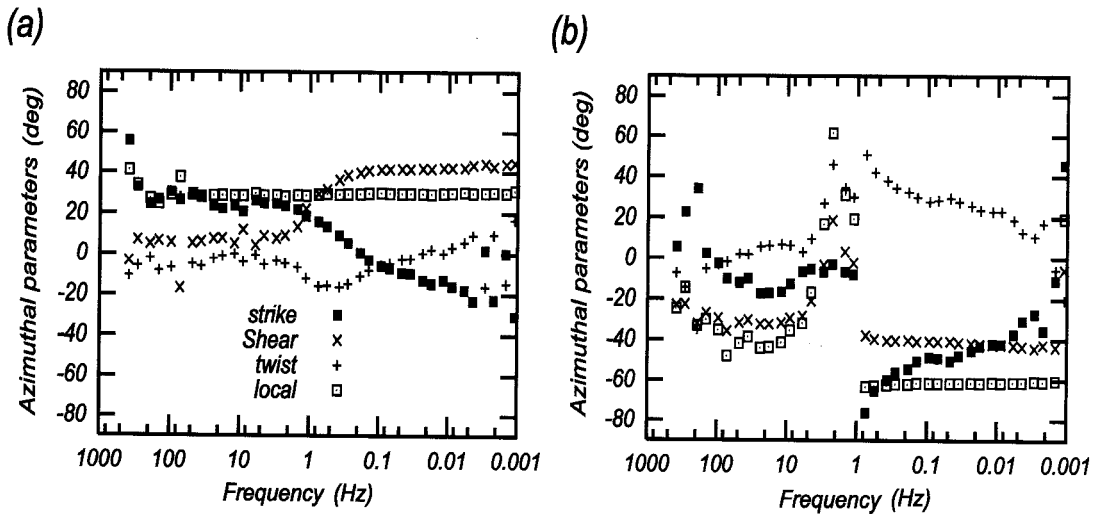 (a)
(b)
Azimuthal parameters (deg)
80
60
40
20
0
-20
-40
-60
-80
strike
Shear
twist
local
1000 100 10 1 0.1 0.01 0.001
Frequency (Hz)
Azimuthal parameters (deg)
80
60
40
20
0
-20
-40
-60
-80
1000 100 10 1 0.1 0.01 0.001
Frequency (Hz)